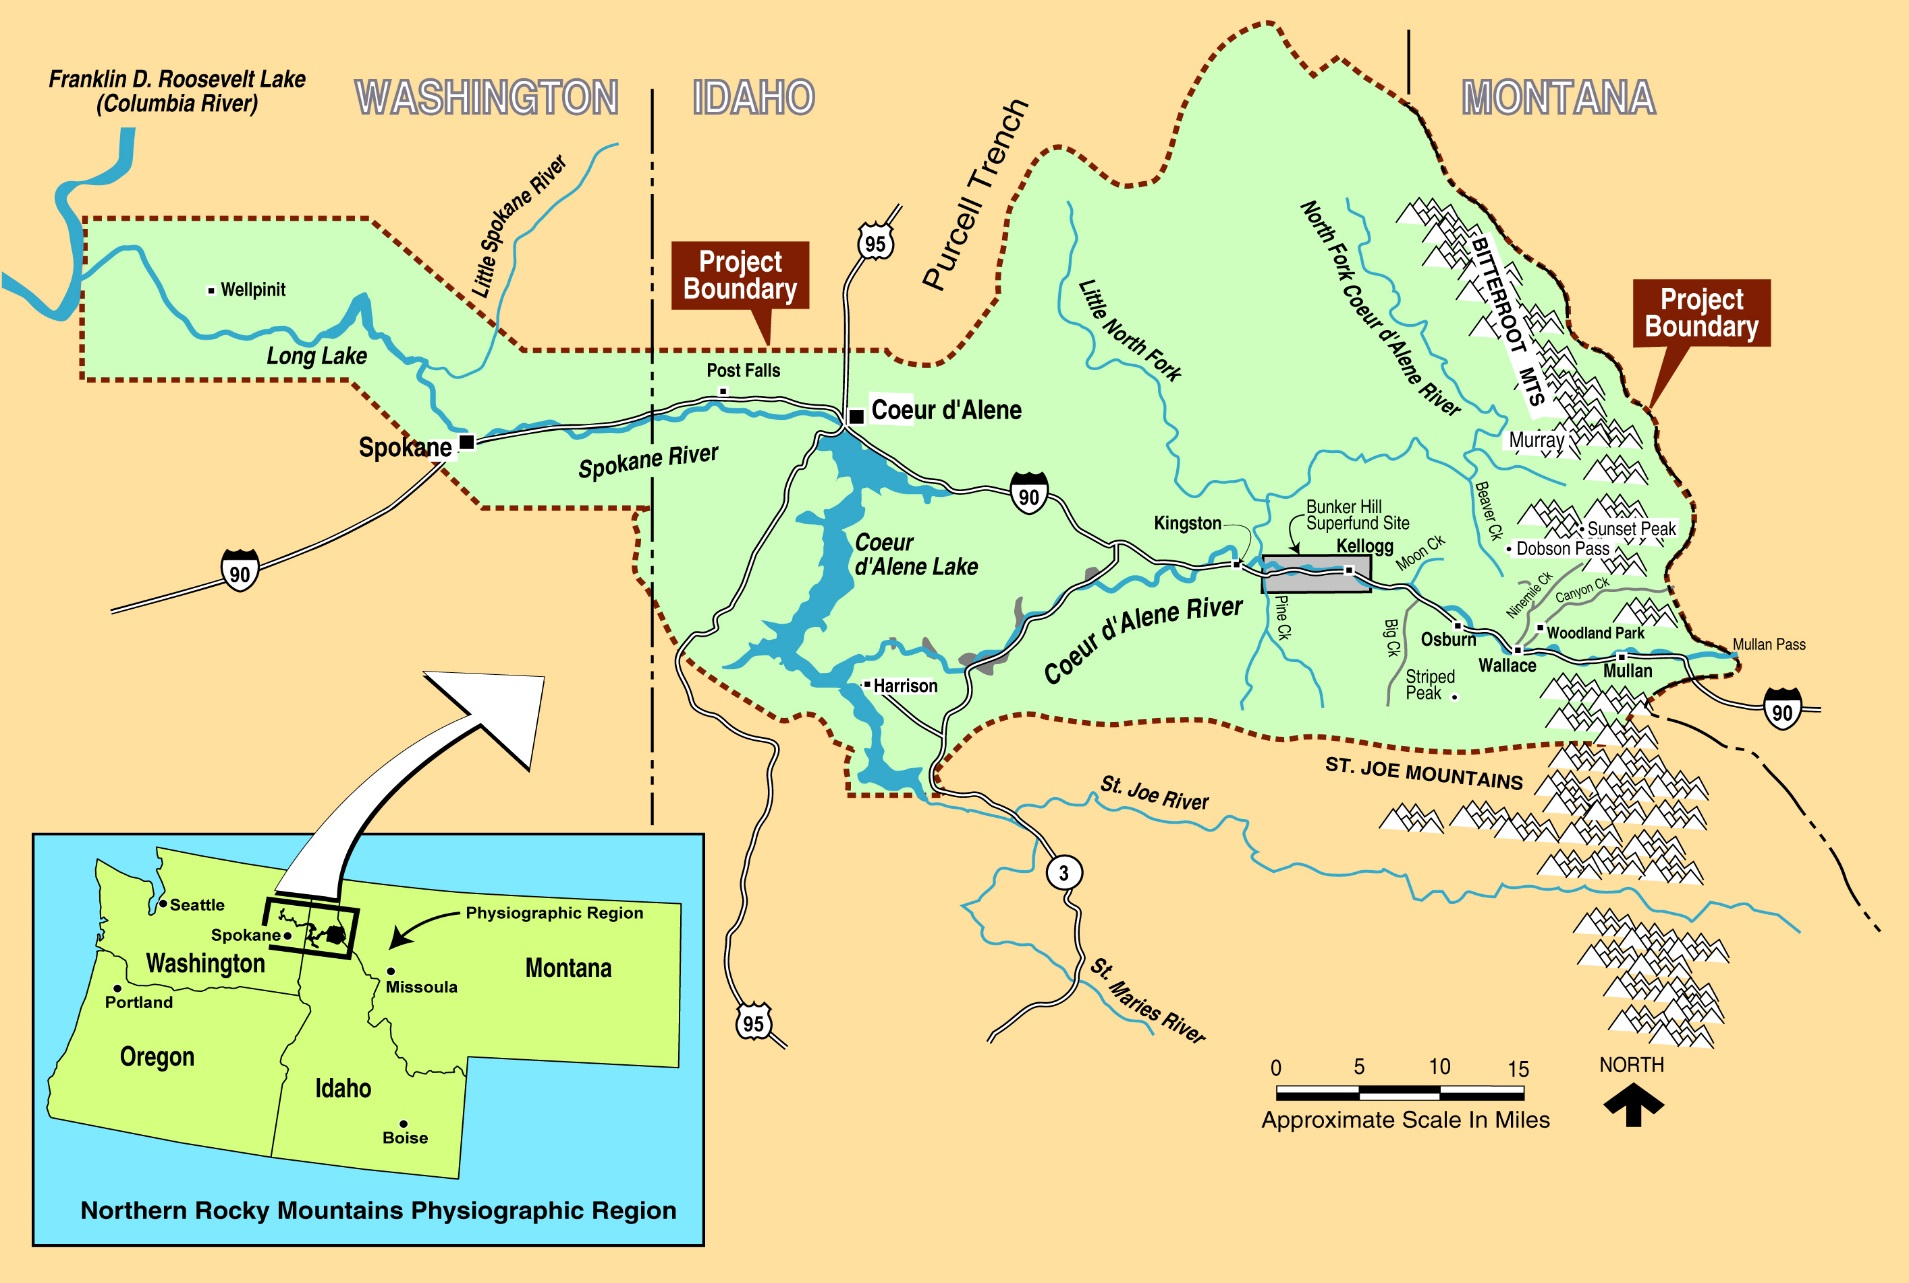 Franklin D. Roosevelt Lake
(Columbia River)
WASHINGTON
IDAHO
MONTANA
Little Spokane River
Purcell Trench
95
Project
Boundary
Project
Boundary
Wellpinit
Long Lake
Little North Fork
North Fork Coeur d'Alene River
BITTERROOT MTS
Post Falls
Coeur d'Alene
Spokane
Spokane River
Murray
90
90
Coeur
d'Alene Lake
Kingston
Bunker Hill
Superfund Site
Kellogg
Moon Ck
Beaver Ck
Sunset Peak
Dobson Pass
Ninemile Ck
Canyon Ck
Coeur d'Alene River
Pine Ck
Big Ck
Osburn
Woodland Park
Wallace
Mullan
Mullan Pass
Striped
Peak
Harrison
90
ST. JOE MOUNTAINS
St. Joe River
3
St. Maries River
95
0 5 10 15
Approximate Scale In Miles
NORTH
Seattle
Spokane
Washington
Portland
Oregon
Idaho
Boise
Physiographic Region
Missoula
Montana
Northern Rocky Mountains Physiographic Region